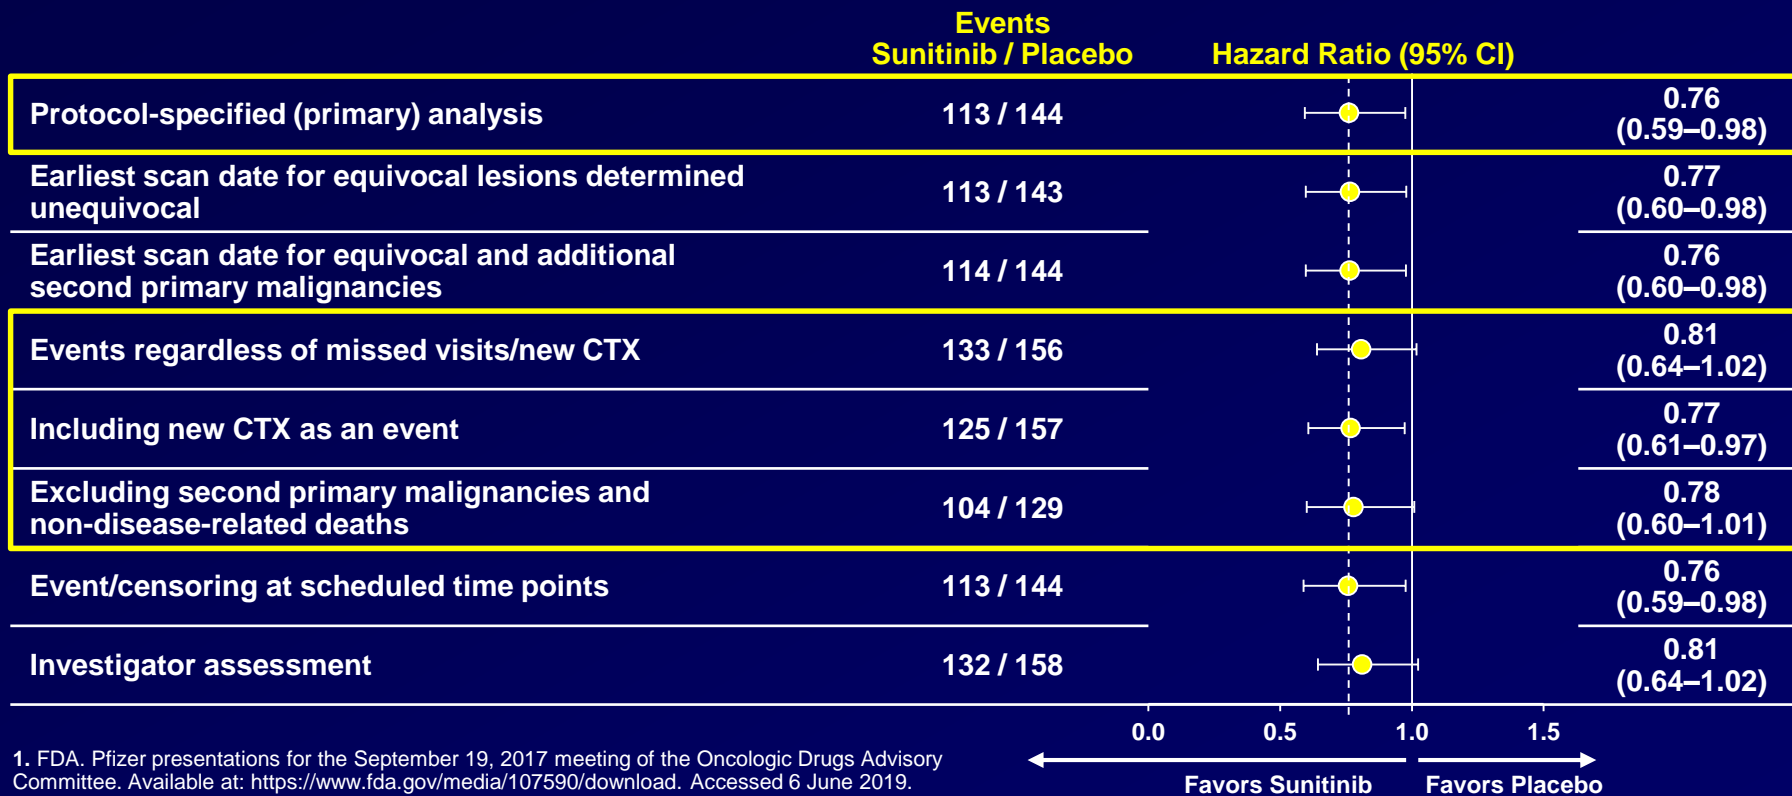 Events
Sunitinib / Placebo
Hazard Ratio (95% CI)
Protocol-specified (primary) analysis
113 / 144
0.76
(0.59–0.98)
Earliest scan date for equivocal lesions determined
unequivocal
113 / 143
0.77
(0.60–0.98)
Earliest scan date for equivocal and additional
second primary malignancies
114 / 144
0.76
(0.60–0.98)
Events regardless of missed visits/new CTX
133 / 156
0.81
(0.64–1.02)
Including new CTX as an event
125 / 157
0.77
(0.61–0.97)
Excluding second primary malignancies and
non-disease-related deaths
104 / 129
0.78
(0.60–1.01)
Event/censoring at scheduled time points
113 / 144
0.76
(0.59–0.98)
Investigator assessment
132 / 158
0.81
(0.64–1.02)
0.0 0.5 1.0 1.5
Favors Sunitinib Favors Placebo
1. FDA. Pfizer presentations for the September 19, 2017 meeting of the Oncologic Drugs Advisory
Committee. Available at: https://www.fda.gov/media/107590/download. Accessed 6 June 2019.